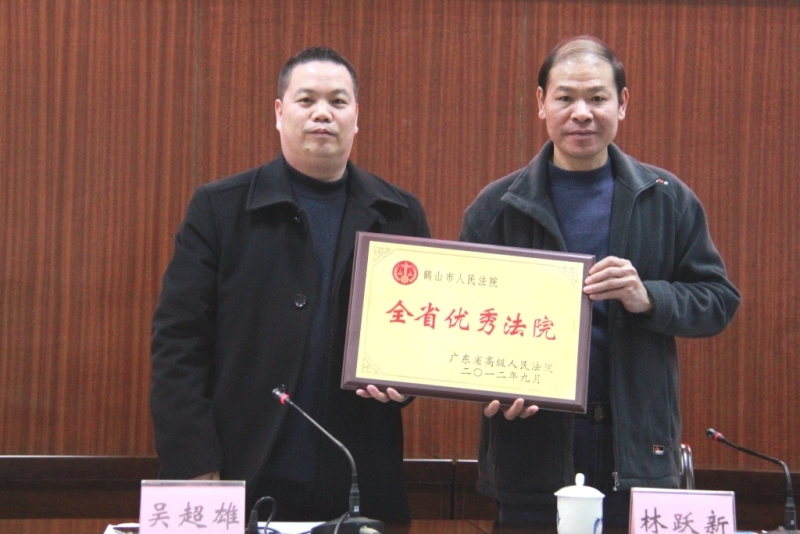 鹤山市人民法院
全省优秀法院
广东省高级人民法院
二〇一二年九月
吴超雄
林跃新